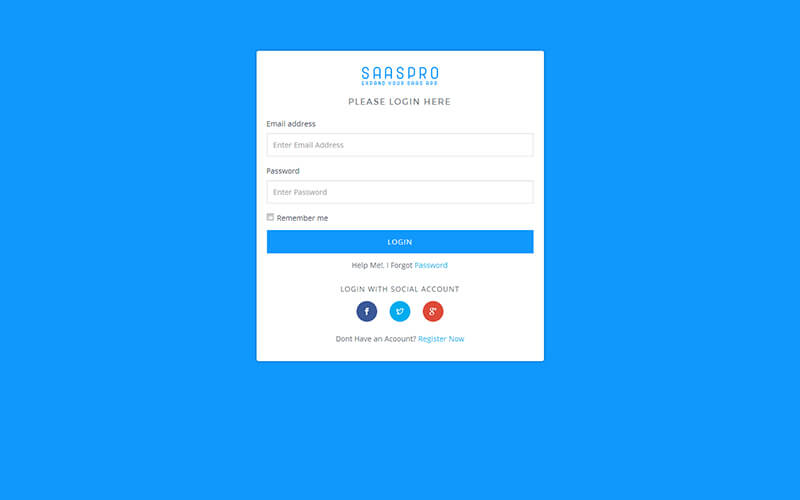 SAASPRO
EXPAND YOUR SAAS APP
PLEASE LOGIN HERE
Email address
Enter Email Address
Password
Enter Password
Remember me
LOGIN
Help Me!. I Forgot Password
LOGIN WITH SOCIAL ACCOUNT
Dont Have an Acoount? Register Now